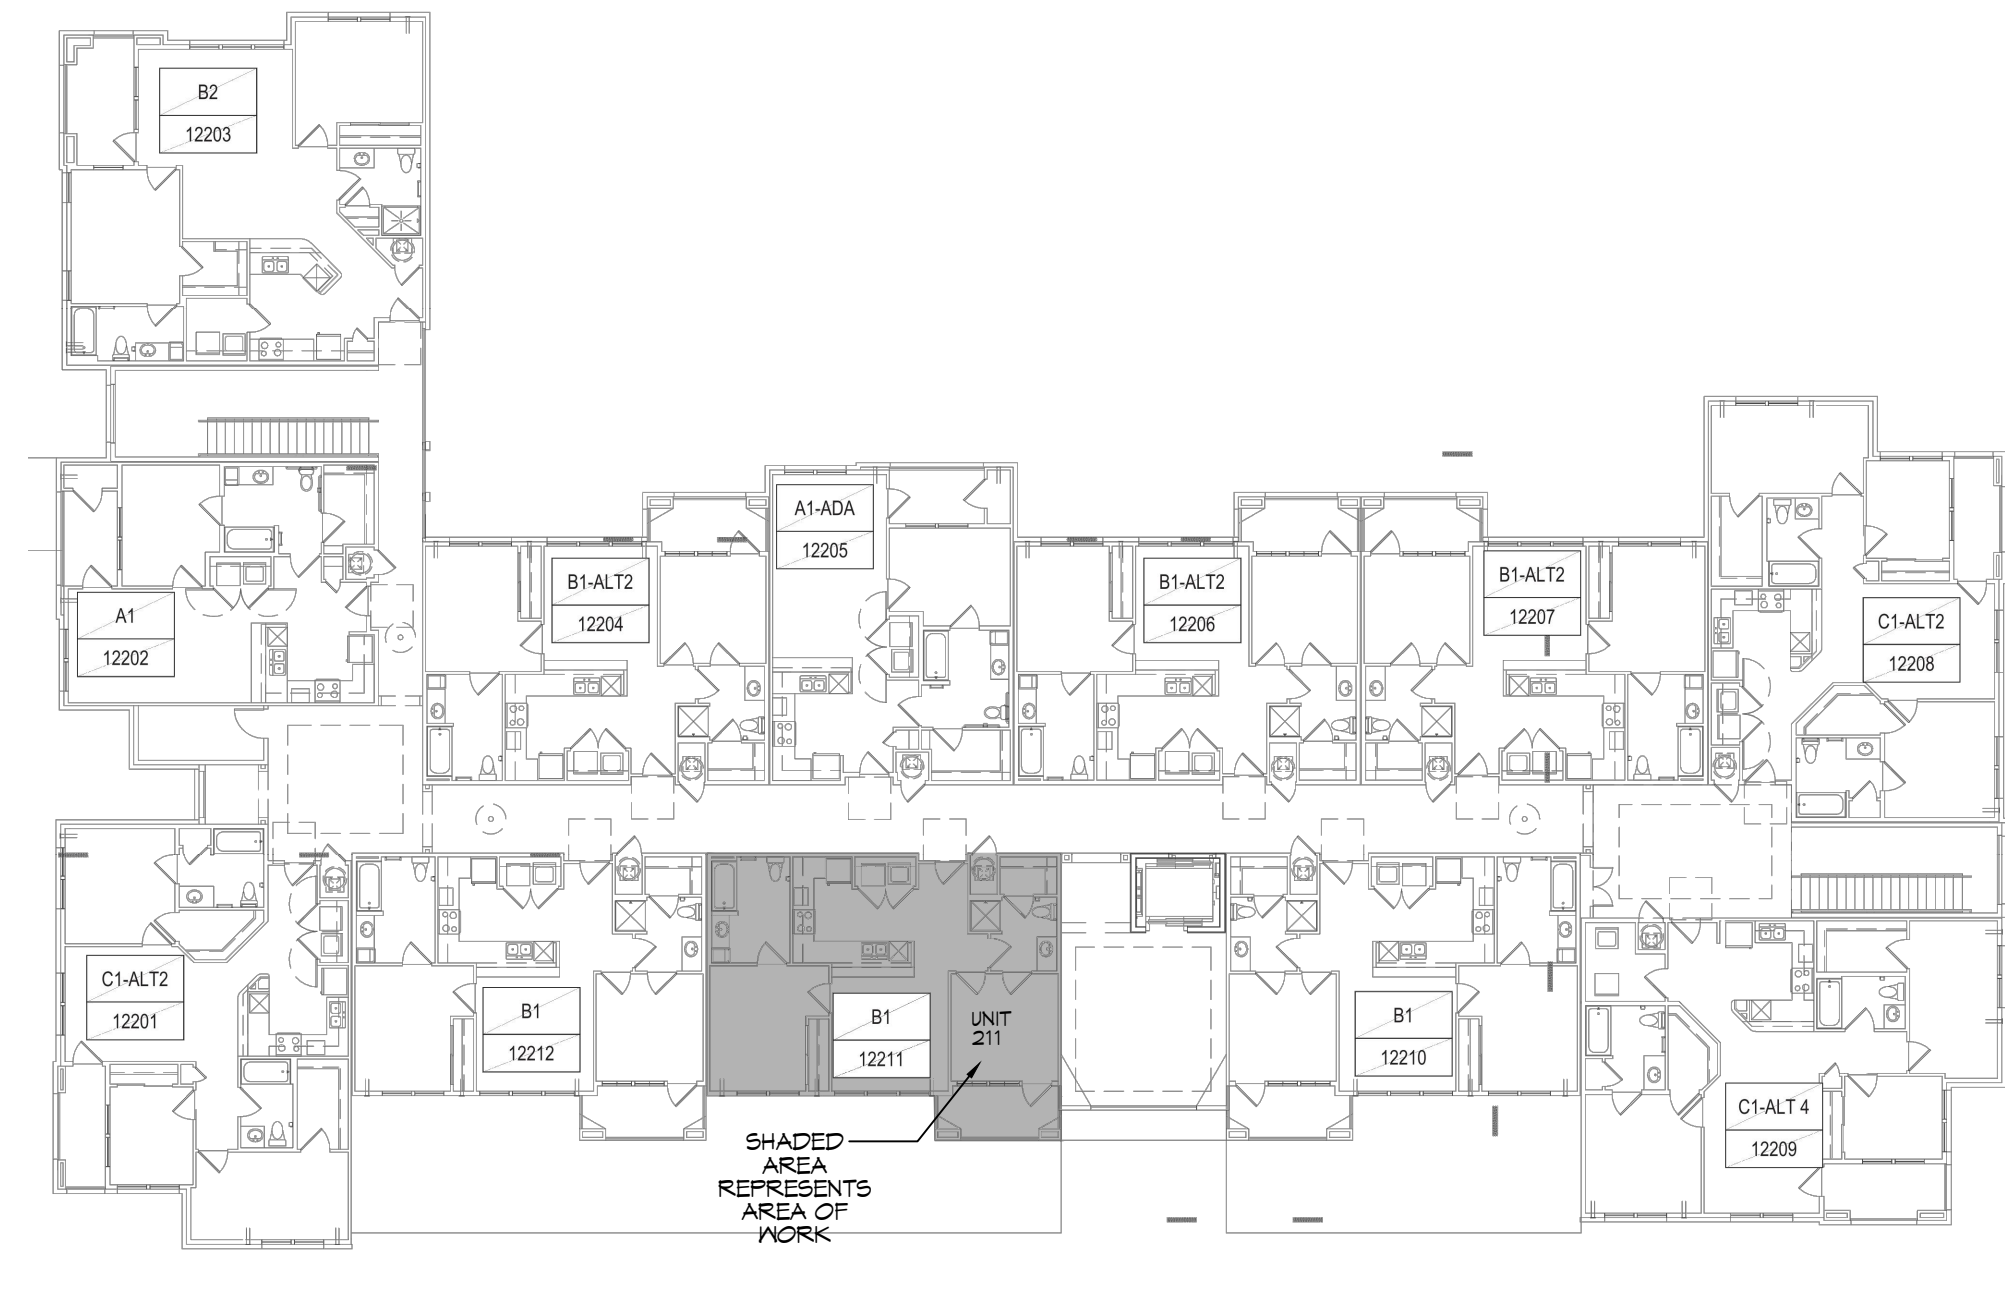 B2
12203
A1-ADA
12205
B1-ALT2
12204
B1-ALT2
12206
B1-ALT2
12207
A1
12202
C1-ALT2
12208
C1-ALT2
12201
B1
12212
B1
12211
UNIT
211
B1
12210
C1-ALT 4
12209
SHADED
AREA
REPRESENTS
AREA OF
WORK